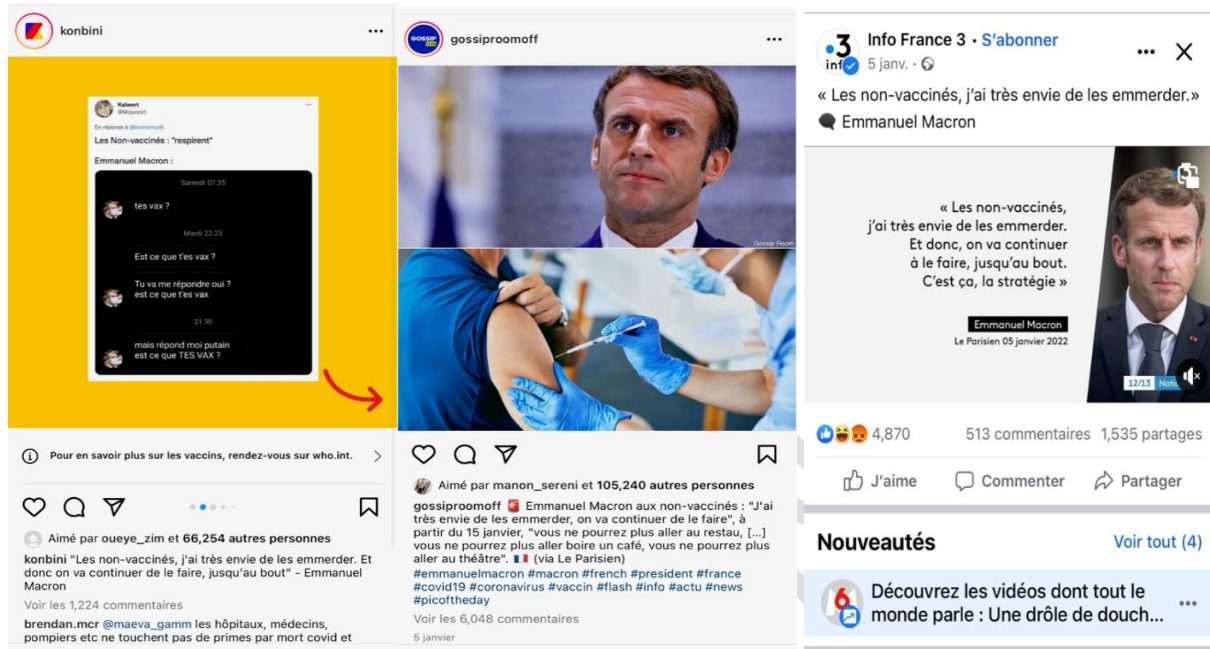 konbini
Kalwert
@Mojooort
En réponse à @brononustik
Les Non-vaccinés : "respirent"
Emmanuel Macron :
Samedi 07:35
tes vax ?
Mardi 22:23
Est ce que t'es vax ?
Tu va me répondre oui ?
est ce que t'es vax
21:30
mais répond moi putain
est ce que TES VAX ?
Pour en savoir plus sur les vaccins, rendez-vous sur who.int.
Aimé par oueye_zim et 66,254 autres personnes
konbini "Les non-vaccinés, j'ai très envie de les emmerder. Et
donc on va continuer de le faire, jusqu'au bout" - Emmanuel
Macron
Voir les 1,224 commentaires
brendan.mcr @maeva_gamm les hôpitaux, médecins,
pompiers etc ne touchent pas de primes par mort covid et
GOSSIP
gossiproomoff
Gossip Room
Aimé par manon_sereni et 105,240 autres personnes
gossiproomoff 🚨 Emmanuel Macron aux non-vaccinés : "J'ai
très envie de les emmerder, on va continuer de le faire", à
partir du 15 janvier, "vous ne pourrez plus aller au restau, [...]
vous ne pourrez plus aller boire un café, vous ne pourrez plus
aller au théâtre". 🇫🇷 (via Le Parisien)
#emmanuelmacron #macron #french #president #france
#covid19 #coronavirus #vaccin #flash #info #actu #news
#picoftheday
Voir les 6,048 commentaires
5 janvier
3
info
Info France 3 · S'abonner
5 janv. ·
« Les non-vaccinés, j'ai très envie de les emmerder.»
🗨 Emmanuel Macron
« Les non-vaccinés,
j'ai très envie de les emmerder.
Et donc, on va continuer
à le faire, jusqu'au bout.
C'est ça, la stratégie »
Emmanuel Macron
Le Parisien 05 janvier 2022
12/13
4,870 513 commentaires 1,535 partages
J'aime Commenter Partager
Nouveautés Voir tout (4)
6
Découvrez les vidéos dont tout le
monde parle : Une drôle de douch...